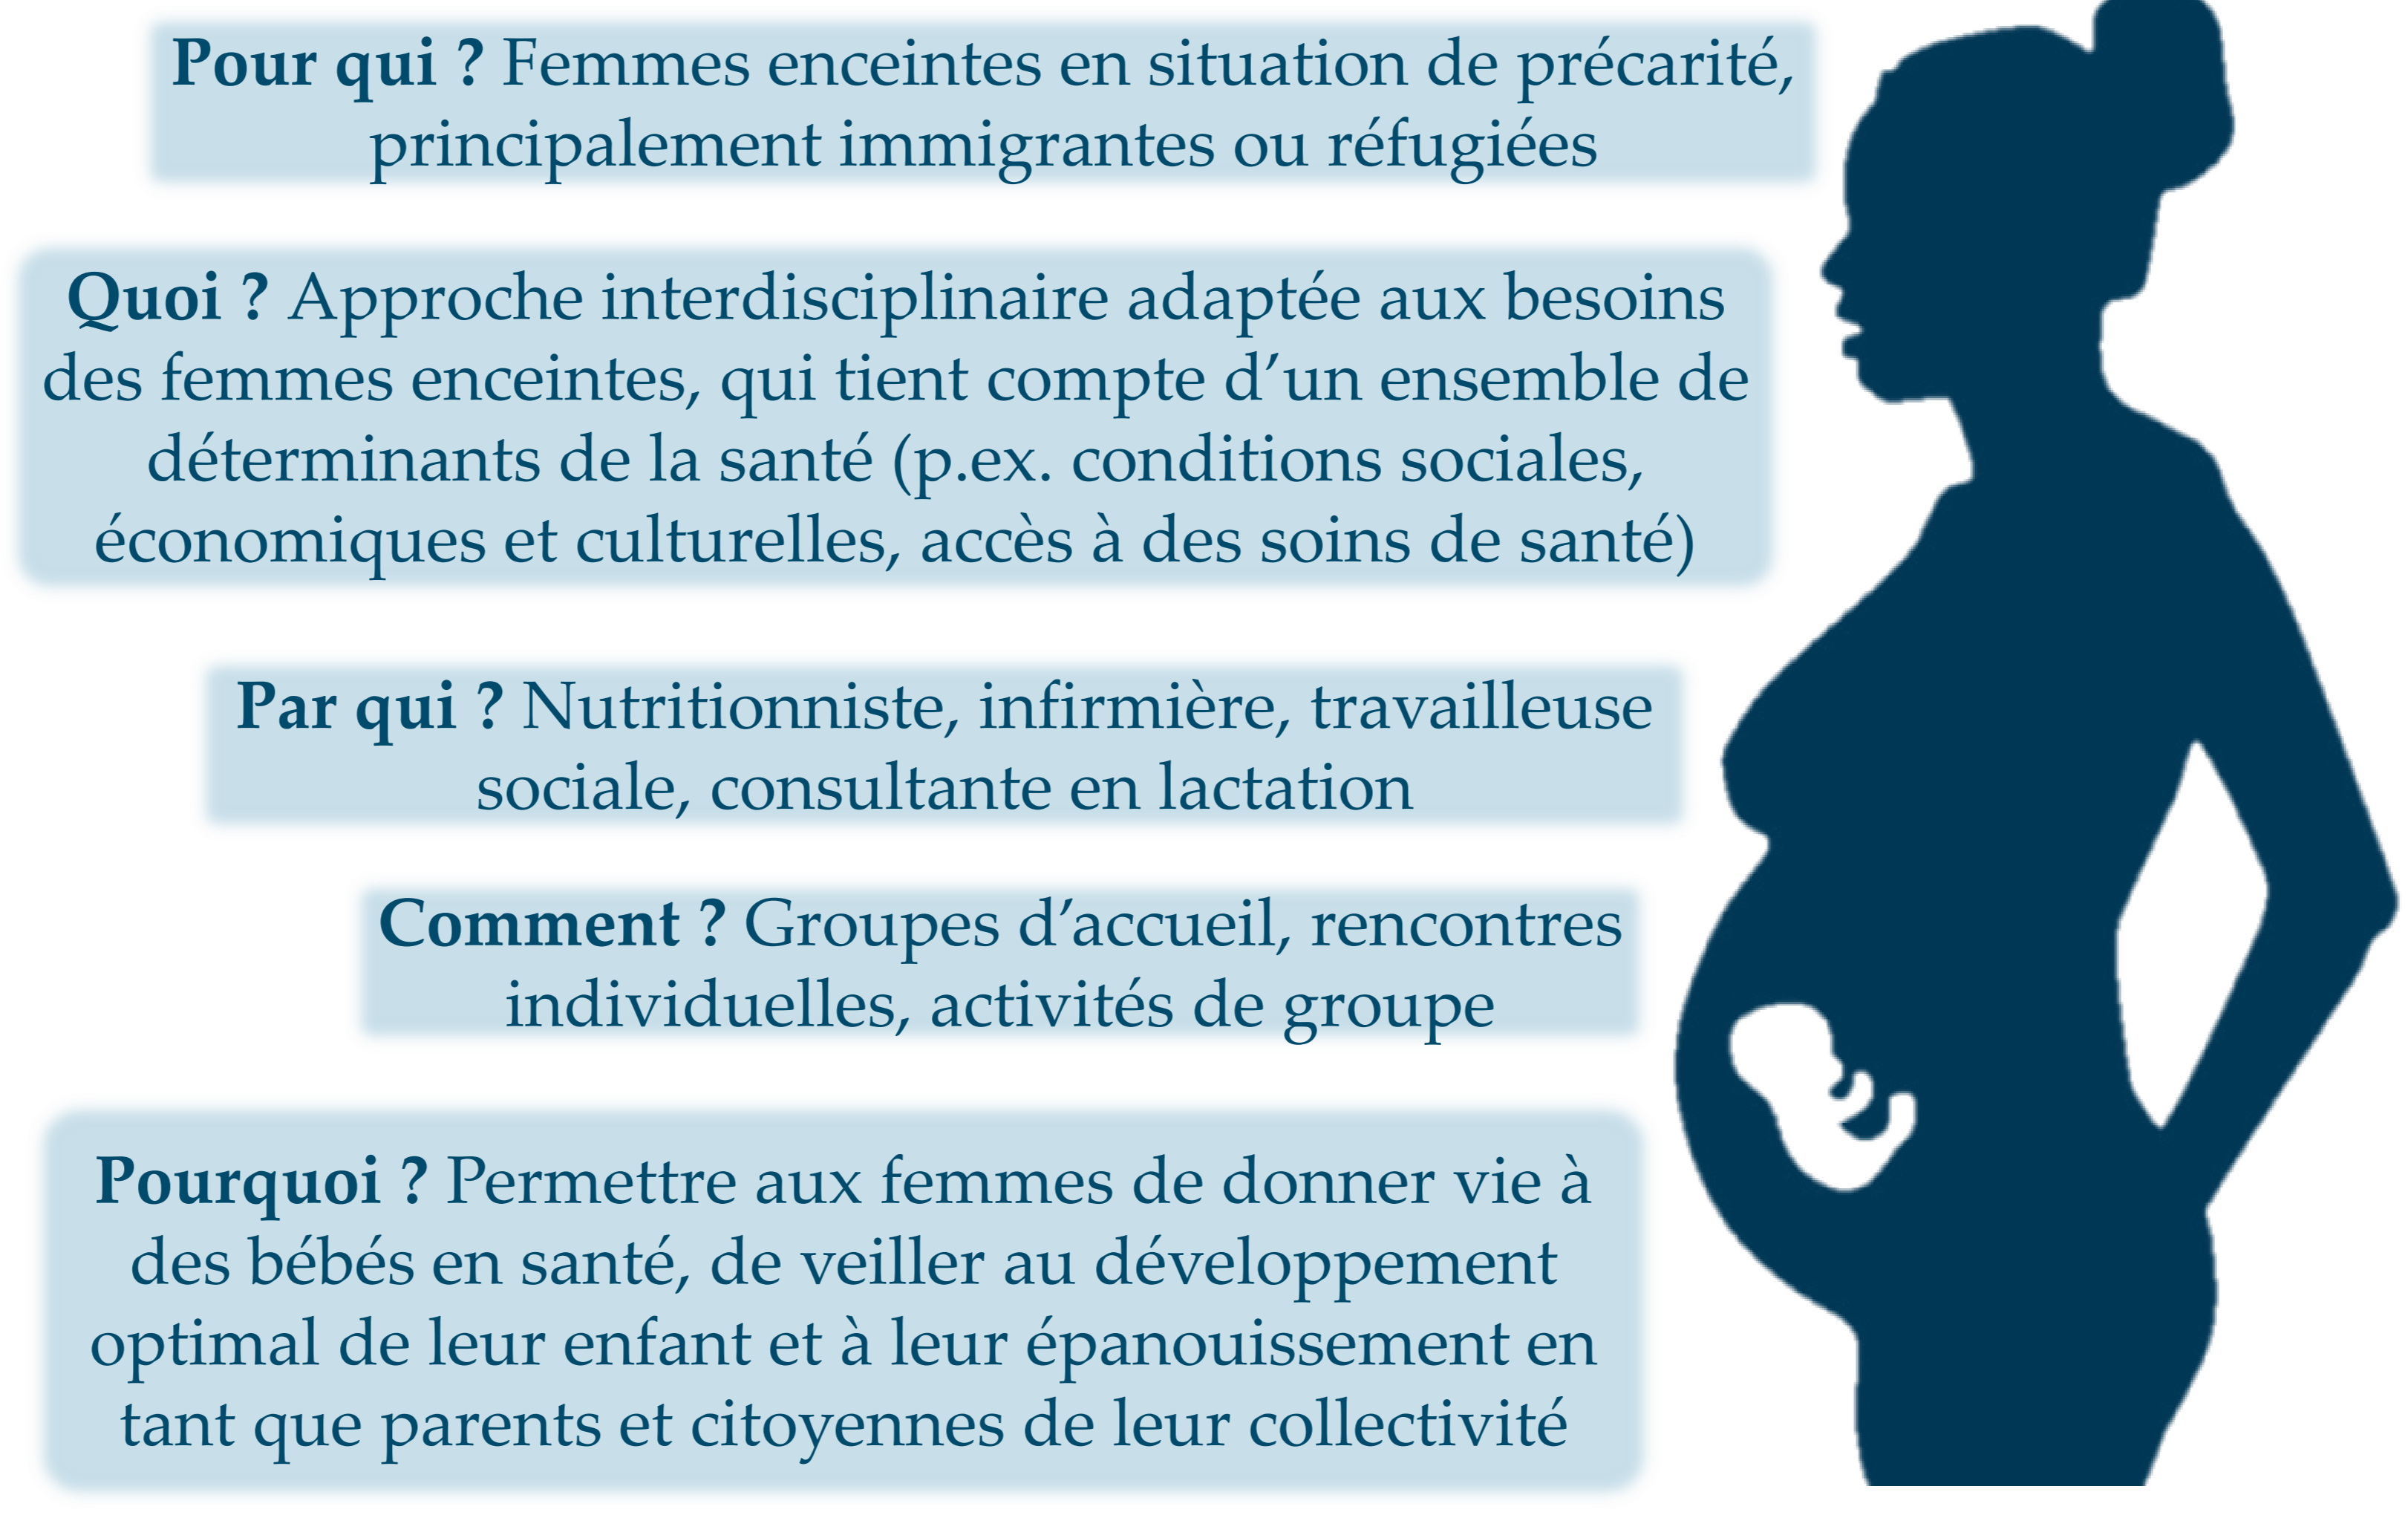 Pour qui ? Femmes enceintes en situation de précarité,
principalement immigrantes ou réfugiées
Quoi ? Approche interdisciplinaire adaptée aux besoins
des femmes enceintes, qui tient compte d’un ensemble de
déterminants de la santé (p.ex. conditions sociales,
économiques et culturelles, accès à des soins de santé)
Par qui ? Nutritionniste, infirmière, travailleuse
sociale, consultante en lactation
Comment ? Groupes d’accueil, rencontres
individuelles, activités de groupe
Pourquoi ? Permettre aux femmes de donner vie à
des bébés en santé, de veiller au développement
optimal de leur enfant et à leur épanouissement en
tant que parents et citoyennes de leur collectivité